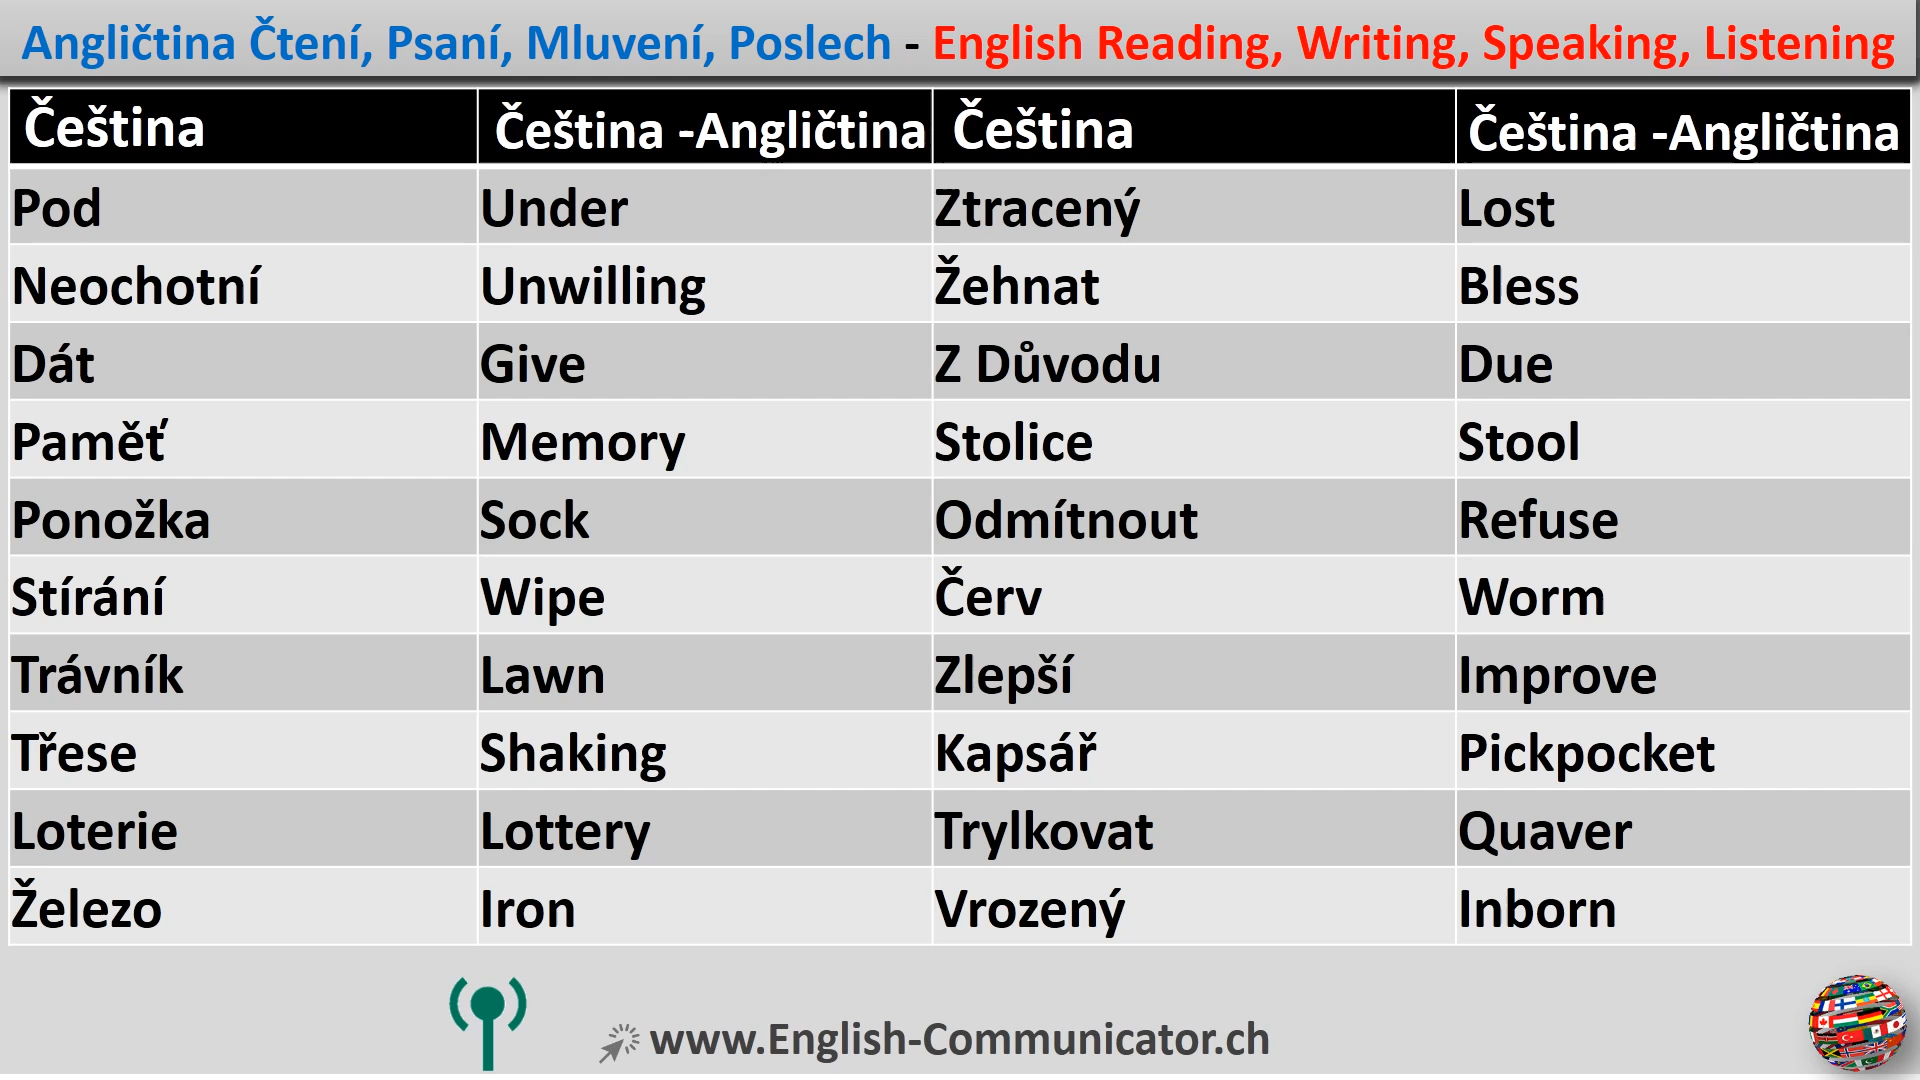 Angličtina Čtení, Psaní, Mluvení, Poslech - English Reading, Writing, Speaking, Listening
Čeština Čeština -Angličtina Čeština Čeština -Angličtina
Pod Under Ztracený Lost
Neochotní Unwilling Žehnat Bless
Dát Give Z Důvodu Due
Paměť Memory Stolice Stool
Ponožka Sock Odmítnout Refuse
Stírání Wipe Červ Worm
Trávník Lawn Zlepší Improve
Třese Shaking Kapsář Pickpocket
Loterie Lottery Trylkovat Quaver
Železo Iron Vrozený Inborn
www.English-Communicator.ch